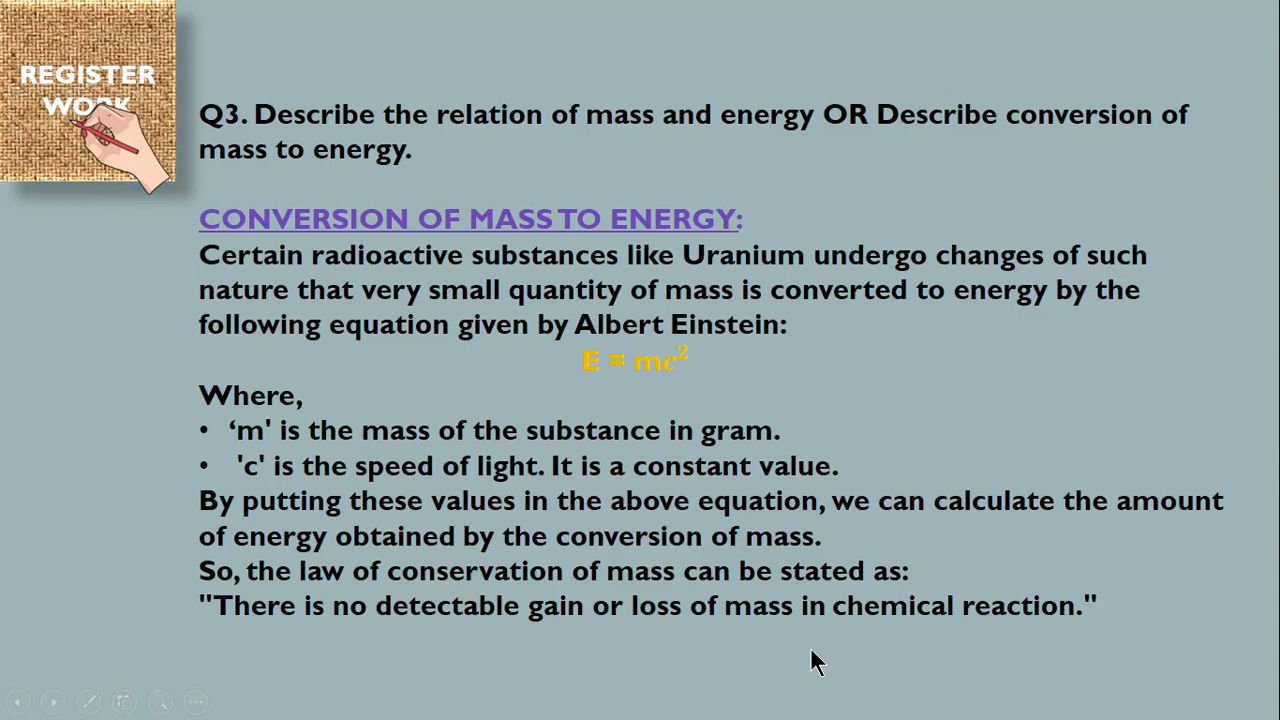 REGISTER
WORK
Q3. Describe the relation of mass and energy OR Describe conversion of
mass to energy.
CONVERSION OF MASS TO ENERGY:
Certain radioactive substances like Uranium undergo changes of such
nature that very small quantity of mass is converted to energy by the
following equation given by Albert Einstein:
E = mc²
Where,
• ‘m' is the mass of the substance in gram.
• 'c' is the speed of light. It is a constant value.
By putting these values in the above equation, we can calculate the amount
of energy obtained by the conversion of mass.
So, the law of conservation of mass can be stated as:
"There is no detectable gain or loss of mass in chemical reaction."